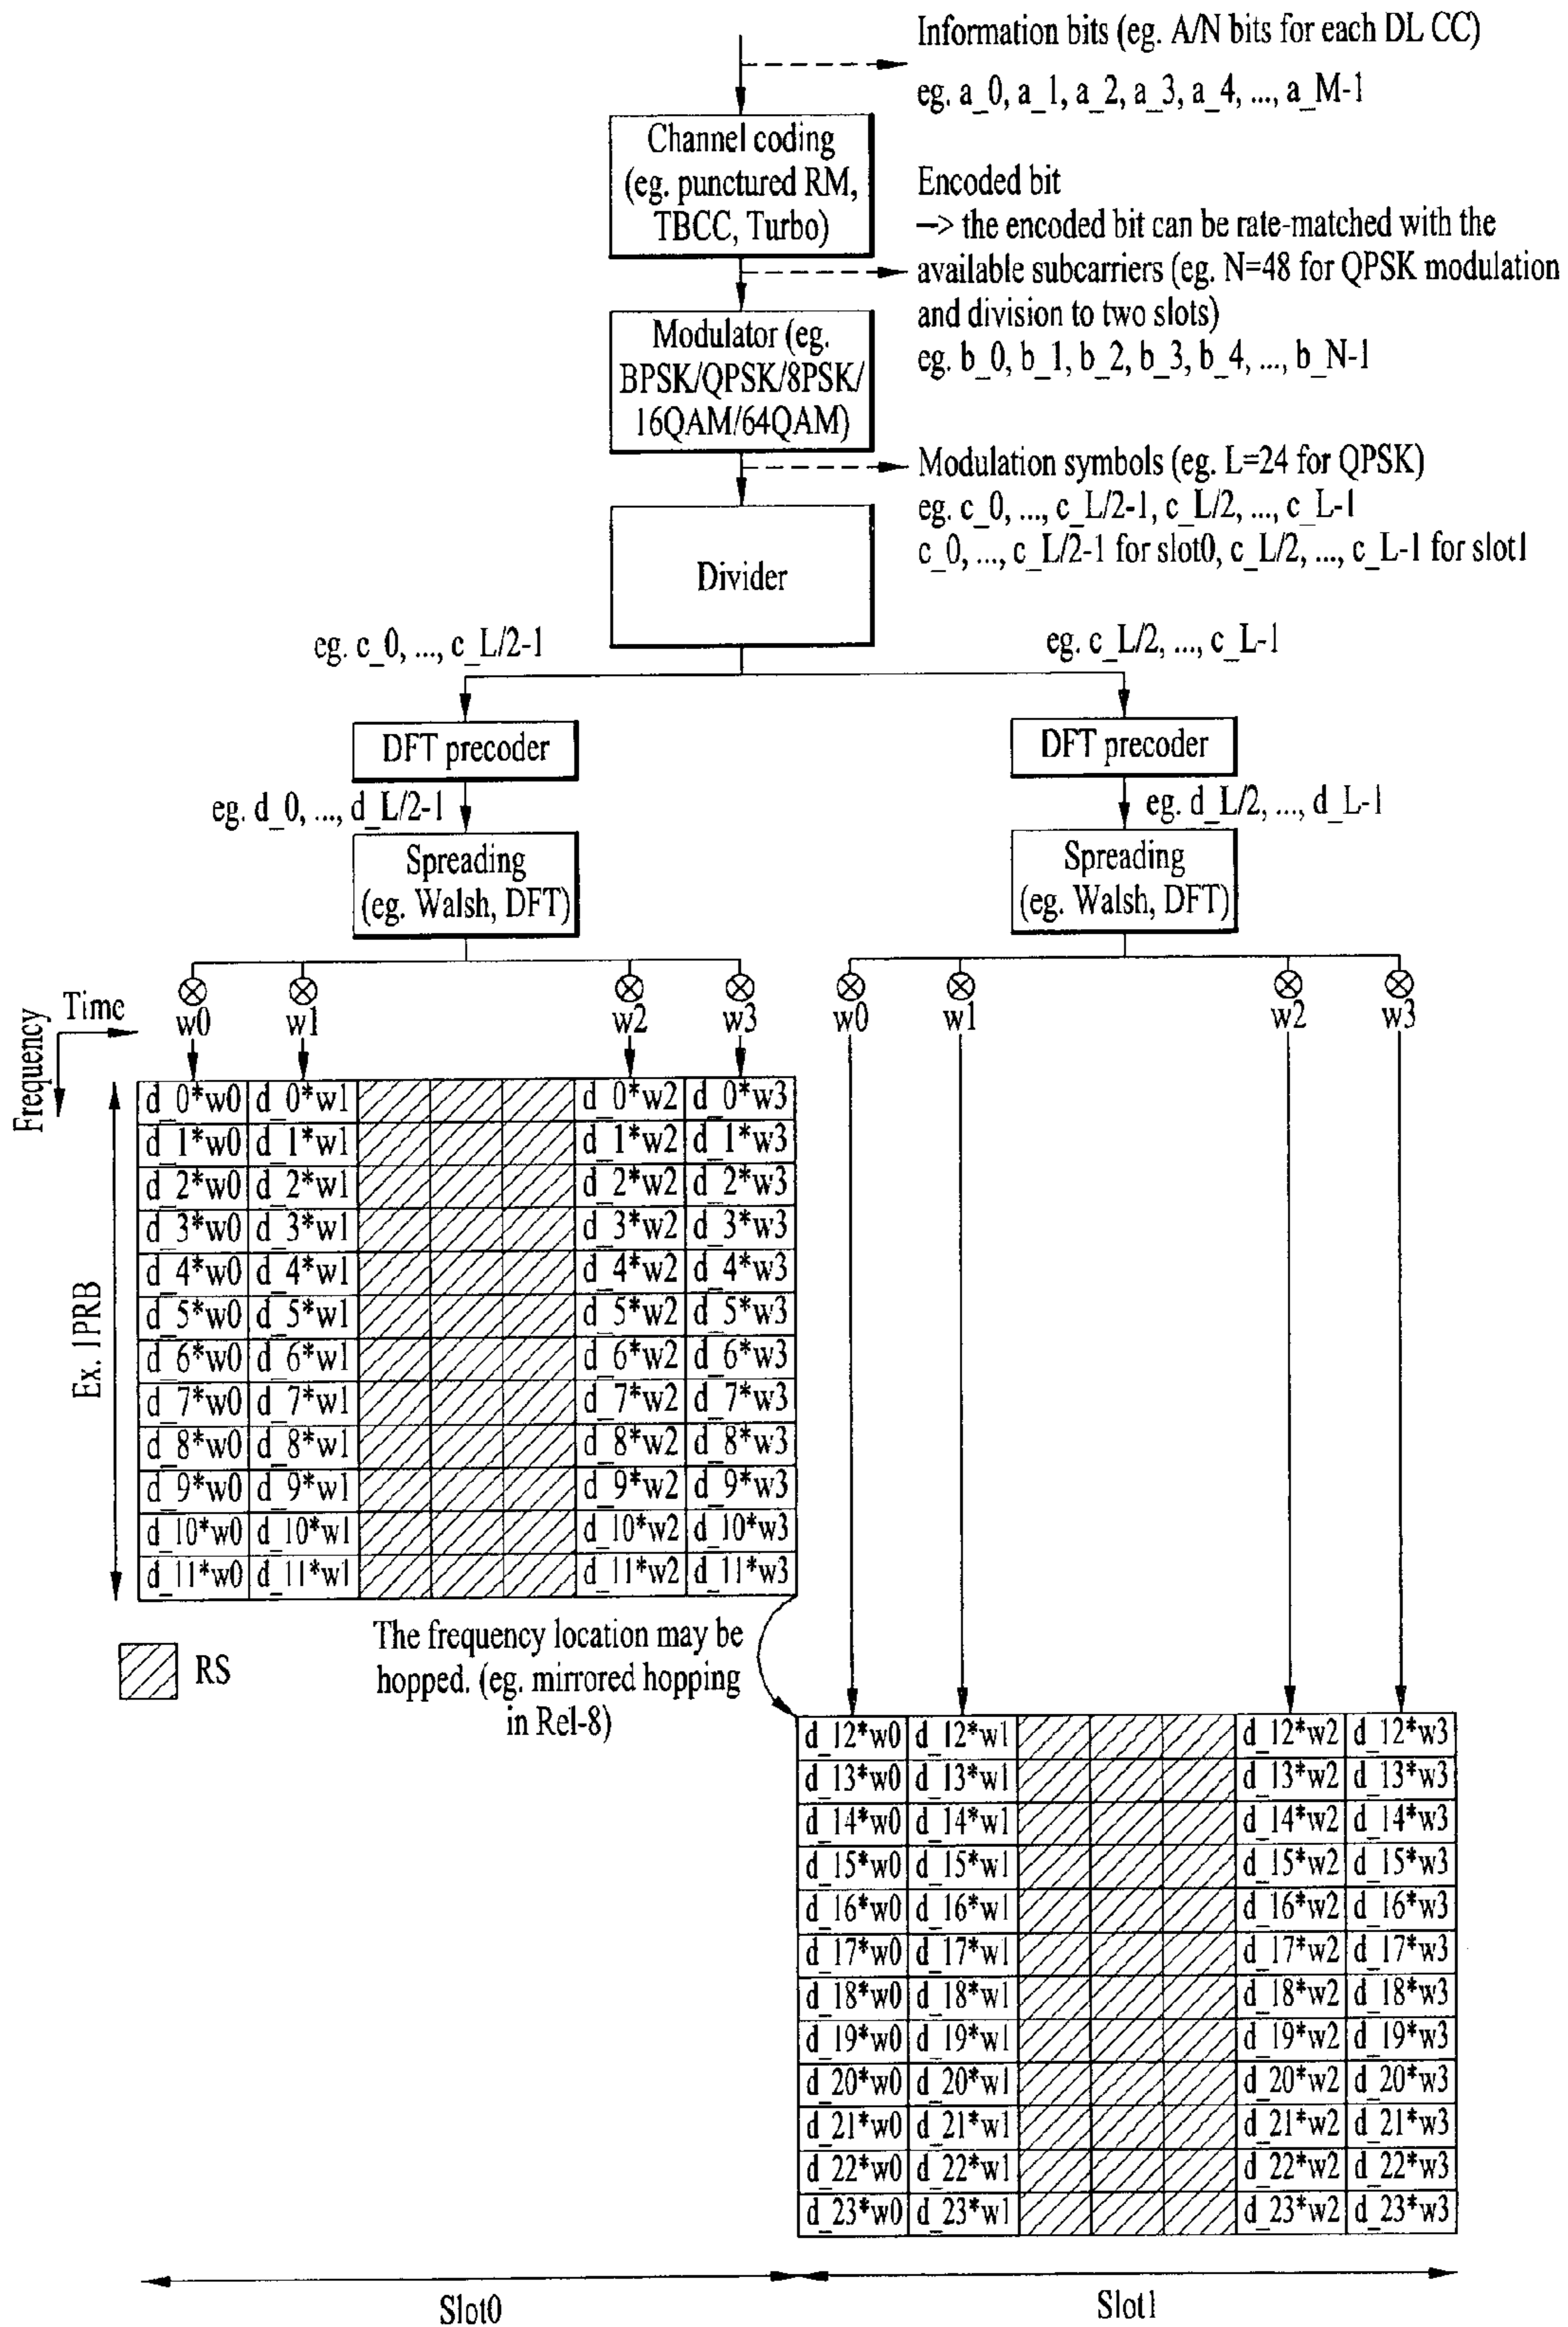 Information bits (eg. A/N bits for each DL CC)
eg. a_0, a_1, a_2, a_3, a_4, ..., a_M-1
Channel coding
(eg. punctured RM,
TBCC, Turbo)
Encoded bit
–> the encoded bit can be rate-matched with the
available subcarriers (eg. N=48 for QPSK modulation
and division to two slots)
eg. b_0, b_1, b_2, b_3, b_4, ..., b_N-1
Modulator (eg.
BPSK/QPSK/8PSK/
16QAM/64QAM)
Modulation symbols (eg. L=24 for QPSK)
eg. c_0, ..., c_L/2-1, c_L/2, ..., c_L-1
c_0, ..., c_L/2-1 for slot0, c_L/2, ..., c_L-1 for slot1
Divider
eg. c_0, ..., c_L/2-1
eg. c_L/2, ..., c_L-1
DFT precoder
DFT precoder
eg. d_0, ..., d_L/2-1
eg. d_L/2, ..., d_L-1
Spreading
(eg. Walsh, DFT)
Spreading
(eg. Walsh, DFT)
Time
Frequency
w0 w1 w2 w3 w0 w1 w2 w3
Ex. 1PRB
d_0*w0 d_0*w1 d_0*w2 d_0*w3
d_1*w0 d_1*w1 d_1*w2 d_1*w3
d_2*w0 d_2*w1 d_2*w2 d_2*w3
d_3*w0 d_3*w1 d_3*w2 d_3*w3
d_4*w0 d_4*w1 d_4*w2 d_4*w3
d_5*w0 d_5*w1 d_5*w2 d_5*w3
d_6*w0 d_6*w1 d_6*w2 d_6*w3
d_7*w0 d_7*w1 d_7*w2 d_7*w3
d_8*w0 d_8*w1 d_8*w2 d_8*w3
d_9*w0 d_9*w1 d_9*w2 d_9*w3
d_10*w0 d_10*w1 d_10*w2 d_10*w3
d_11*w0 d_11*w1 d_11*w2 d_11*w3
RS
The frequency location may be
hopped. (eg. mirrored hopping
in Rel-8)
d_12*w0 d_12*w1 d_12*w2 d_12*w3
d_13*w0 d_13*w1 d_13*w2 d_13*w3
d_14*w0 d_14*w1 d_14*w2 d_14*w3
d_15*w0 d_15*w1 d_15*w2 d_15*w3
d_16*w0 d_16*w1 d_16*w2 d_16*w3
d_17*w0 d_17*w1 d_17*w2 d_17*w3
d_18*w0 d_18*w1 d_18*w2 d_18*w3
d_19*w0 d_19*w1 d_19*w2 d_19*w3
d_20*w0 d_20*w1 d_20*w2 d_20*w3
d_21*w0 d_21*w1 d_21*w2 d_21*w3
d_22*w0 d_22*w1 d_22*w2 d_22*w3
d_23*w0 d_23*w1 d_23*w2 d_23*w3
Slot0
Slot1